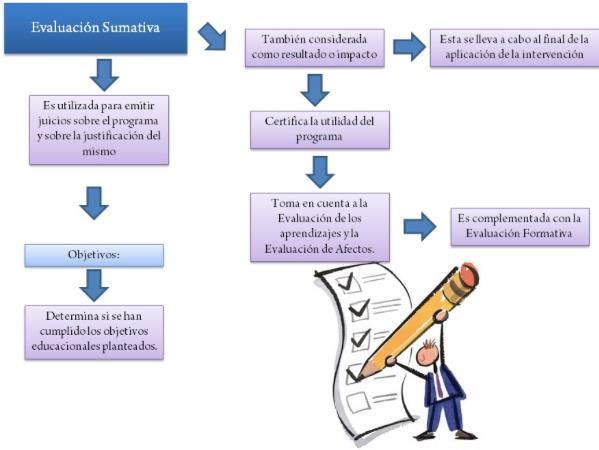 Evaluación Sumativa
Es utilizada para emitir
juicios sobre el programa
y sobre la justificación del
mismo
Objetivos:
Determina si se han
cumplido los objetivos
educacionales planteados.
También considerada
como resultado o impacto
Esta se lleva a cabo al final de la
aplicación de la intervención
Certifica la utilidad del
programa
Toma en cuenta a la
Evaluación de los
aprendizajes y la
Evaluación de Afectos.
Es complementada con la
Evaluación Formativa